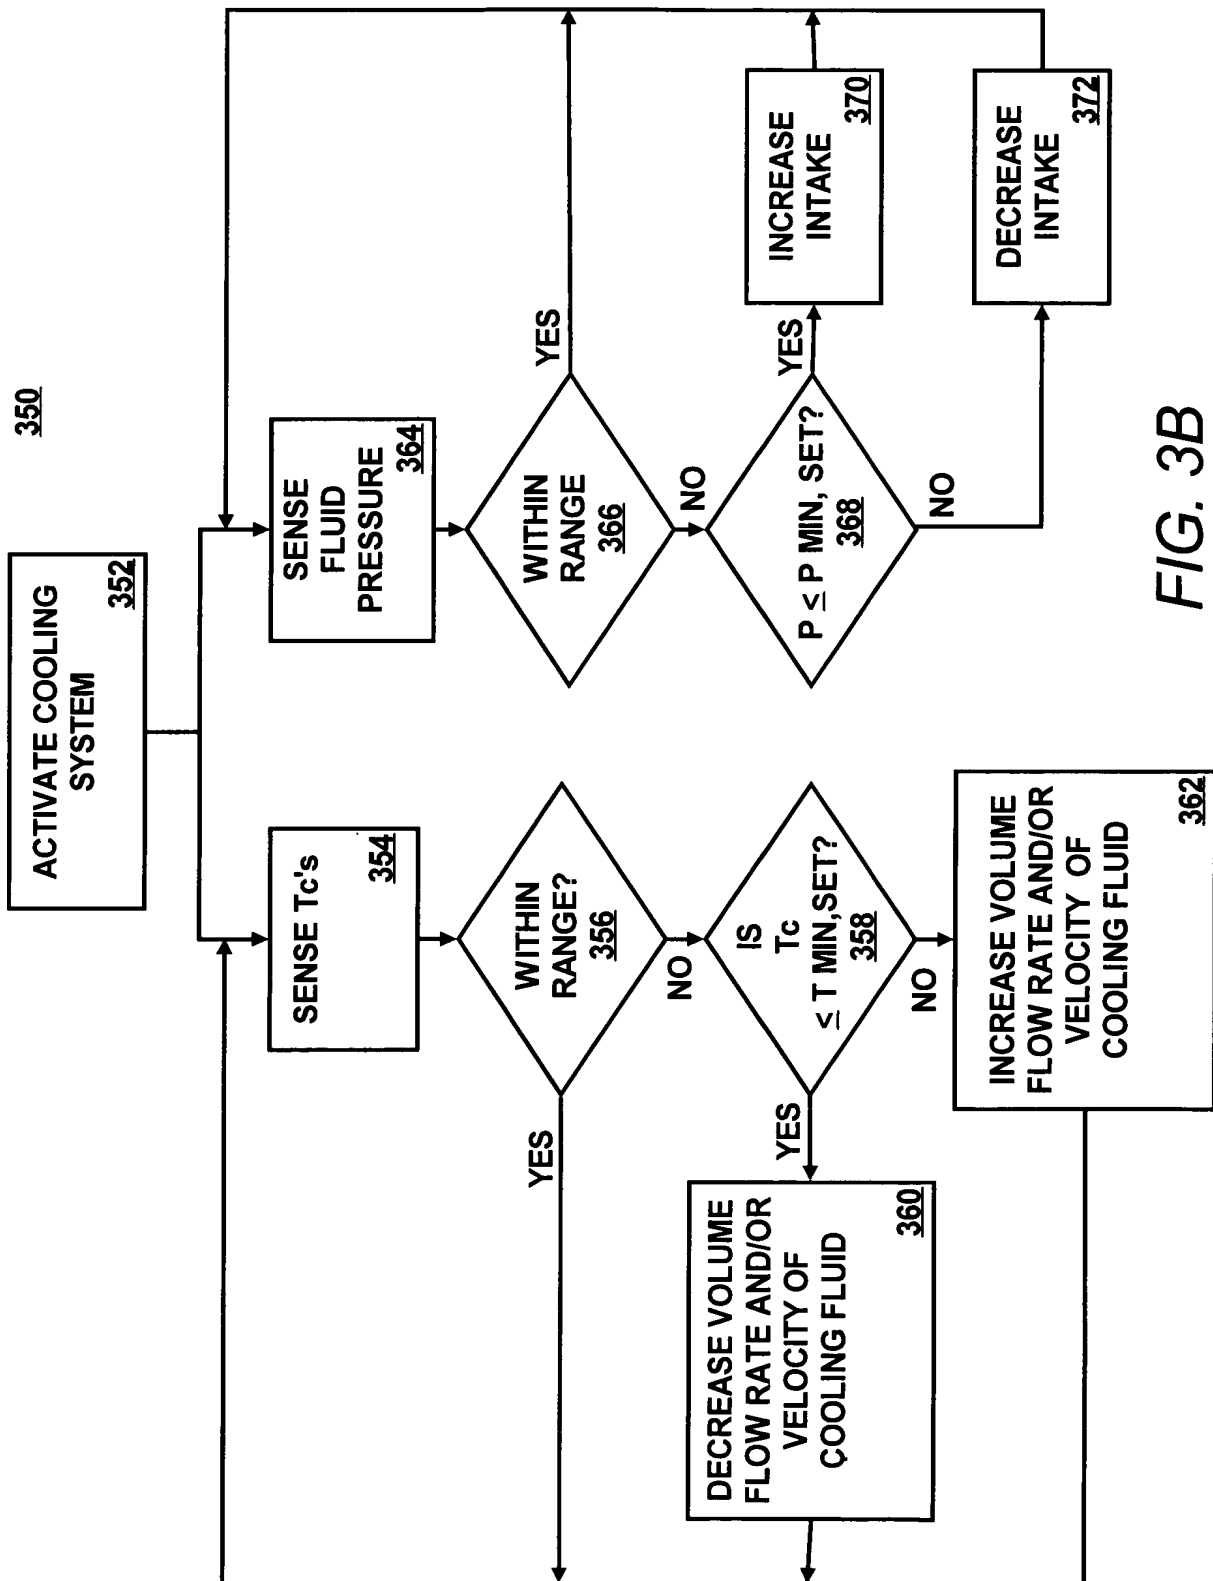 350
ACTIVATE COOLING
SYSTEM
352
SENSE Tc's
354
WITHIN
RANGE?
356
YES
NO
IS
Tc
≤ T MIN,SET?
358
YES
NO
DECREASE VOLUME
FLOW RATE AND/OR
VELOCITY OF
COOLING FLUID
360
INCREASE VOLUME
FLOW RATE AND/OR
VELOCITY OF
COOLING FLUID
362
SENSE
FLUID
PRESSURE
364
WITHIN
RANGE
366
YES
NO
P ≤ P MIN, SET?
368
YES
NO
INCREASE
INTAKE
370
DECREASE
INTAKE
372
FIG. 3B